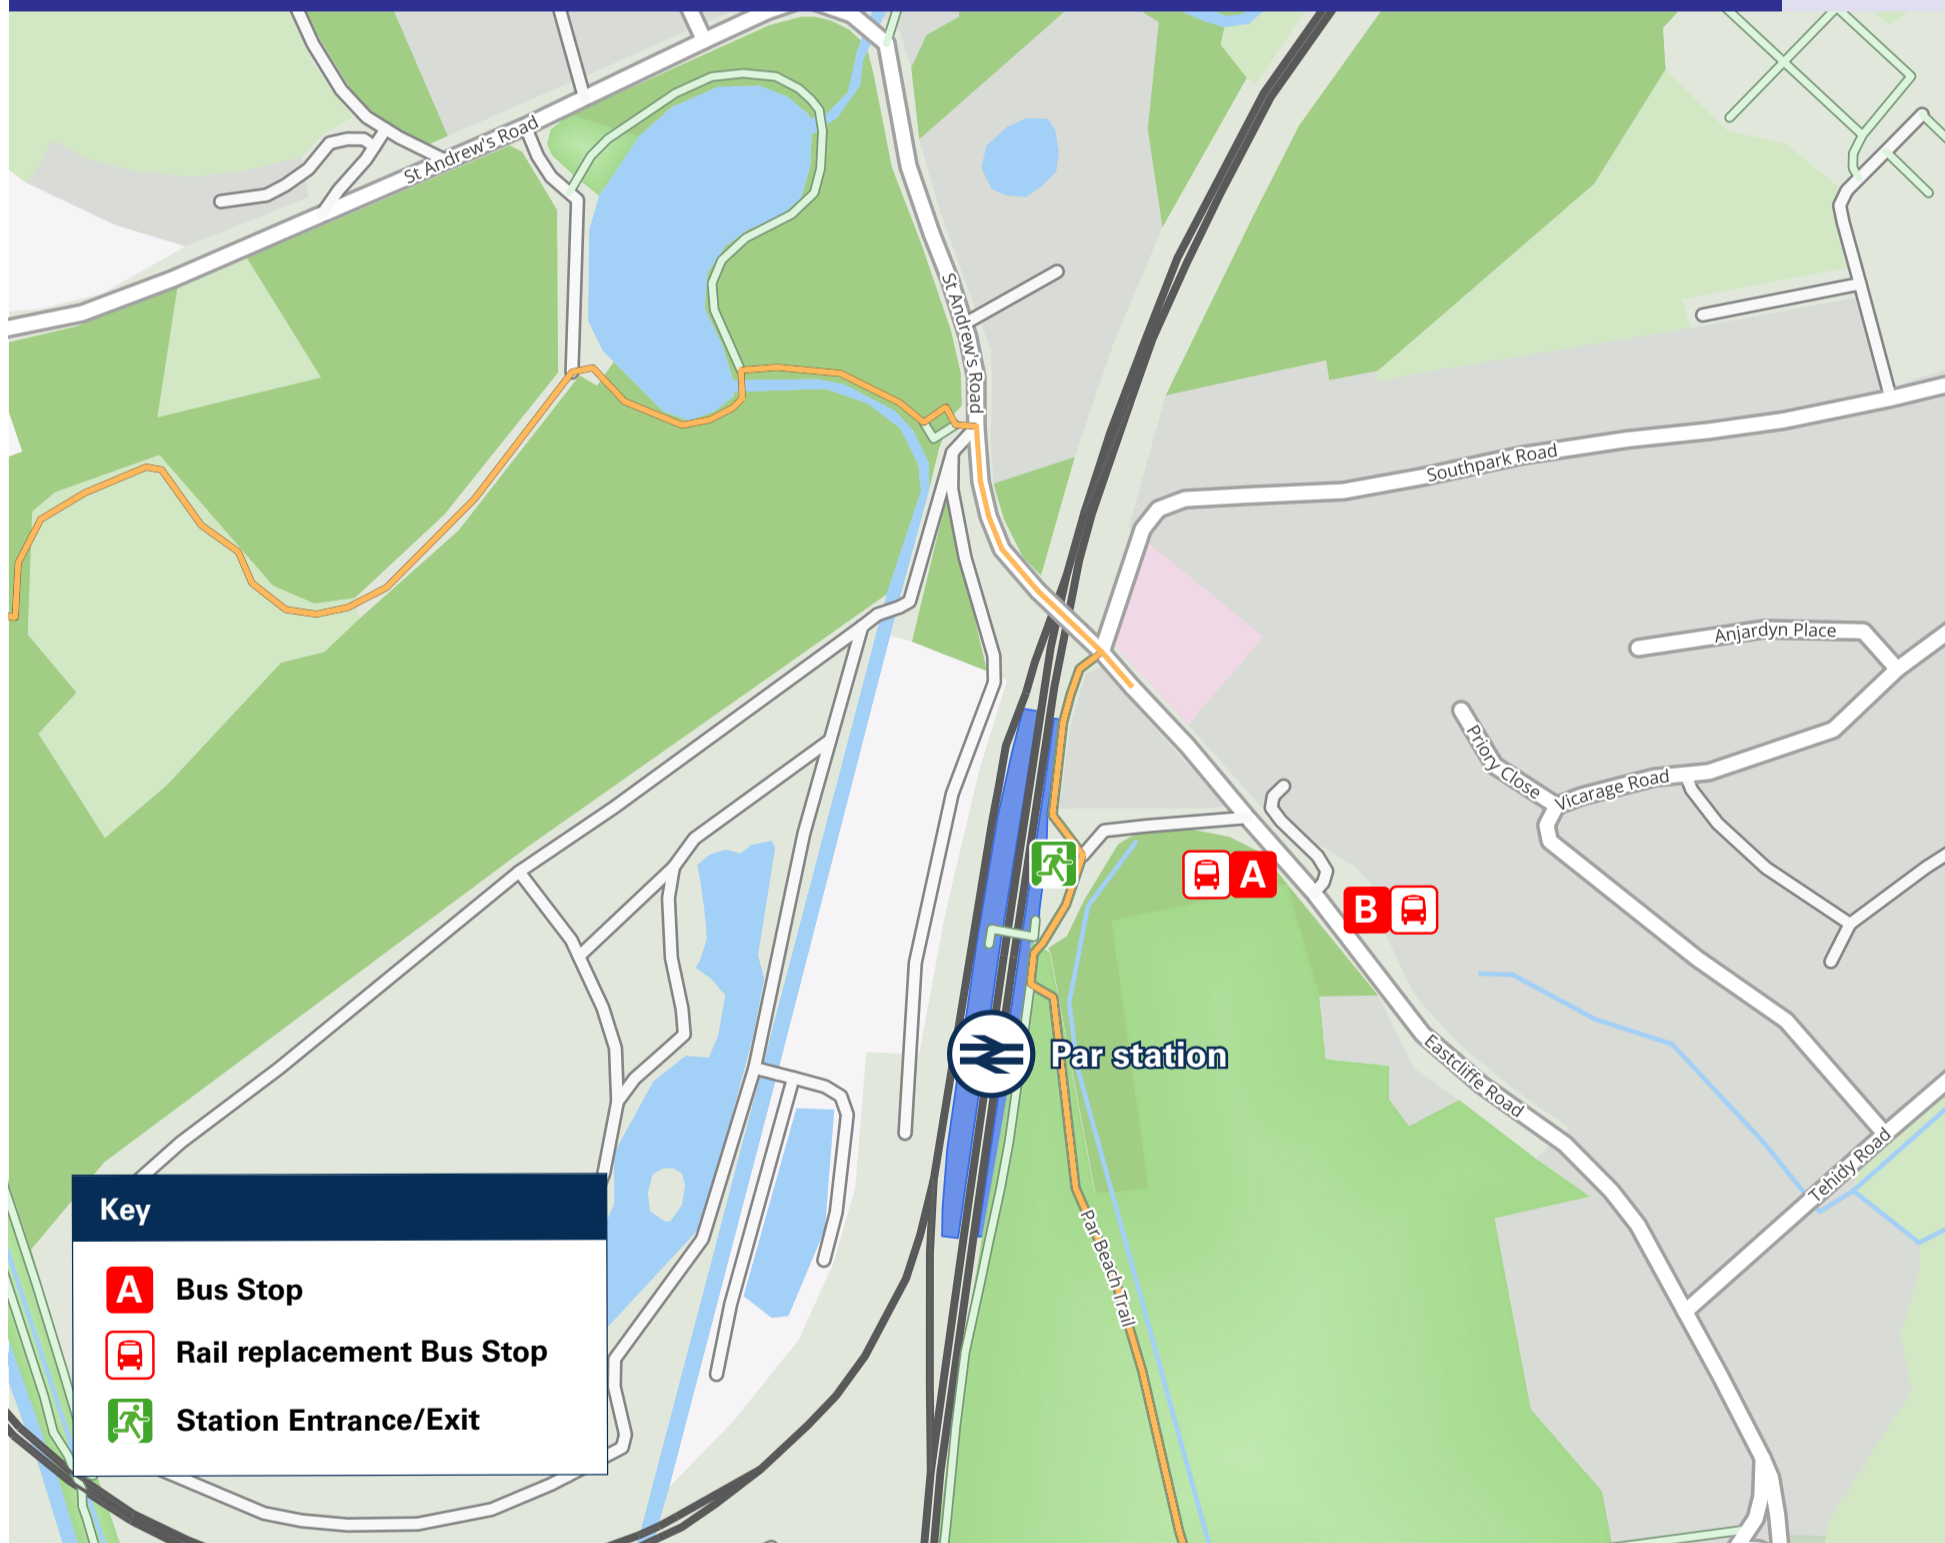 St Andrew's Road
St Andrew's Road
Southpark Road
Anjardyn Place
Priory Close
Vicarage Road
A
B
Par station
Eastcliffe Road
Tehidy Road
Par Beach Trail
Key
A Bus Stop
Rail replacement Bus Stop
Station Entrance/Exit